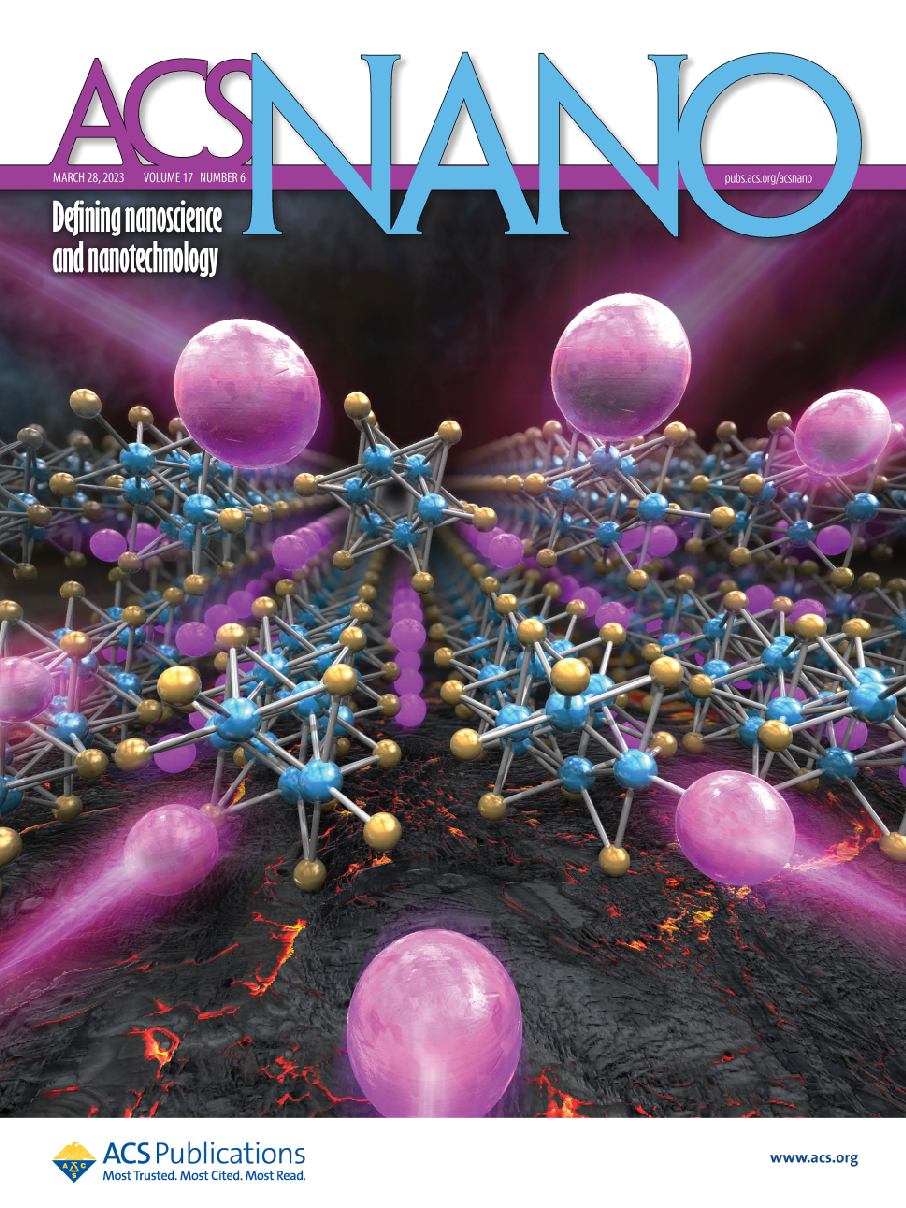 ACS NANO
MARCH 28, 2023 VOLUME 17 NUMBER 6
pubs.acs.org/acsnano
Defining nanoscience
and nanotechnology
A C S
ACS Publications
Most Trusted. Most Cited. Most Read.
www.acs.org